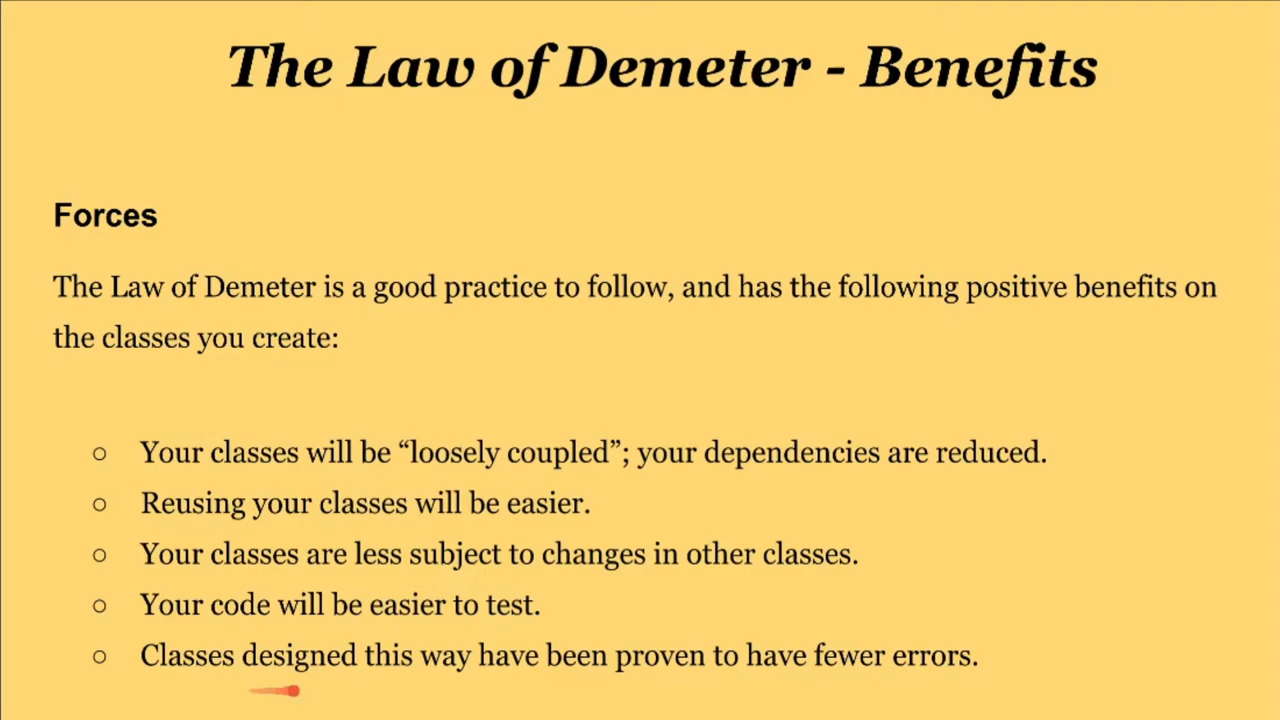 The Law of Demeter - Benefits
Forces
The Law of Demeter is a good practice to follow, and has the following positive benefits on
the classes you create:
○ Your classes will be “loosely coupled”; your dependencies are reduced.
○ Reusing your classes will be easier.
○ Your classes are less subject to changes in other classes.
○ Your code will be easier to test.
○ Classes designed this way have been proven to have fewer errors.